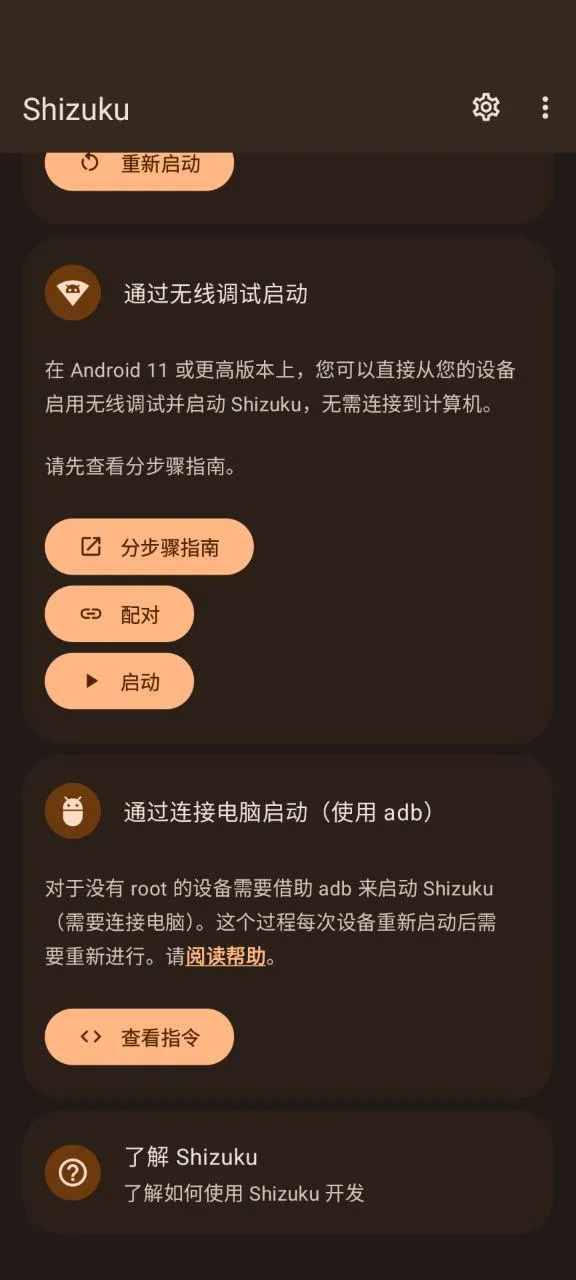 Shizuku
重新启动
通过无线调试启动
在 Android 11 或更高版本上，您可以直接从您的设备
启用无线调试并启动 Shizuku，无需连接到计算机。
请先查看分步骤指南。
分步骤指南
配对
启动
通过连接电脑启动（使用 adb）
对于没有 root 的设备需要借助 adb 来启动 Shizuku
（需要连接电脑）。这个过程每次设备重新启动后需
要重新进行。请阅读帮助。
查看指令
了解 Shizuku
了解如何使用 Shizuku 开发